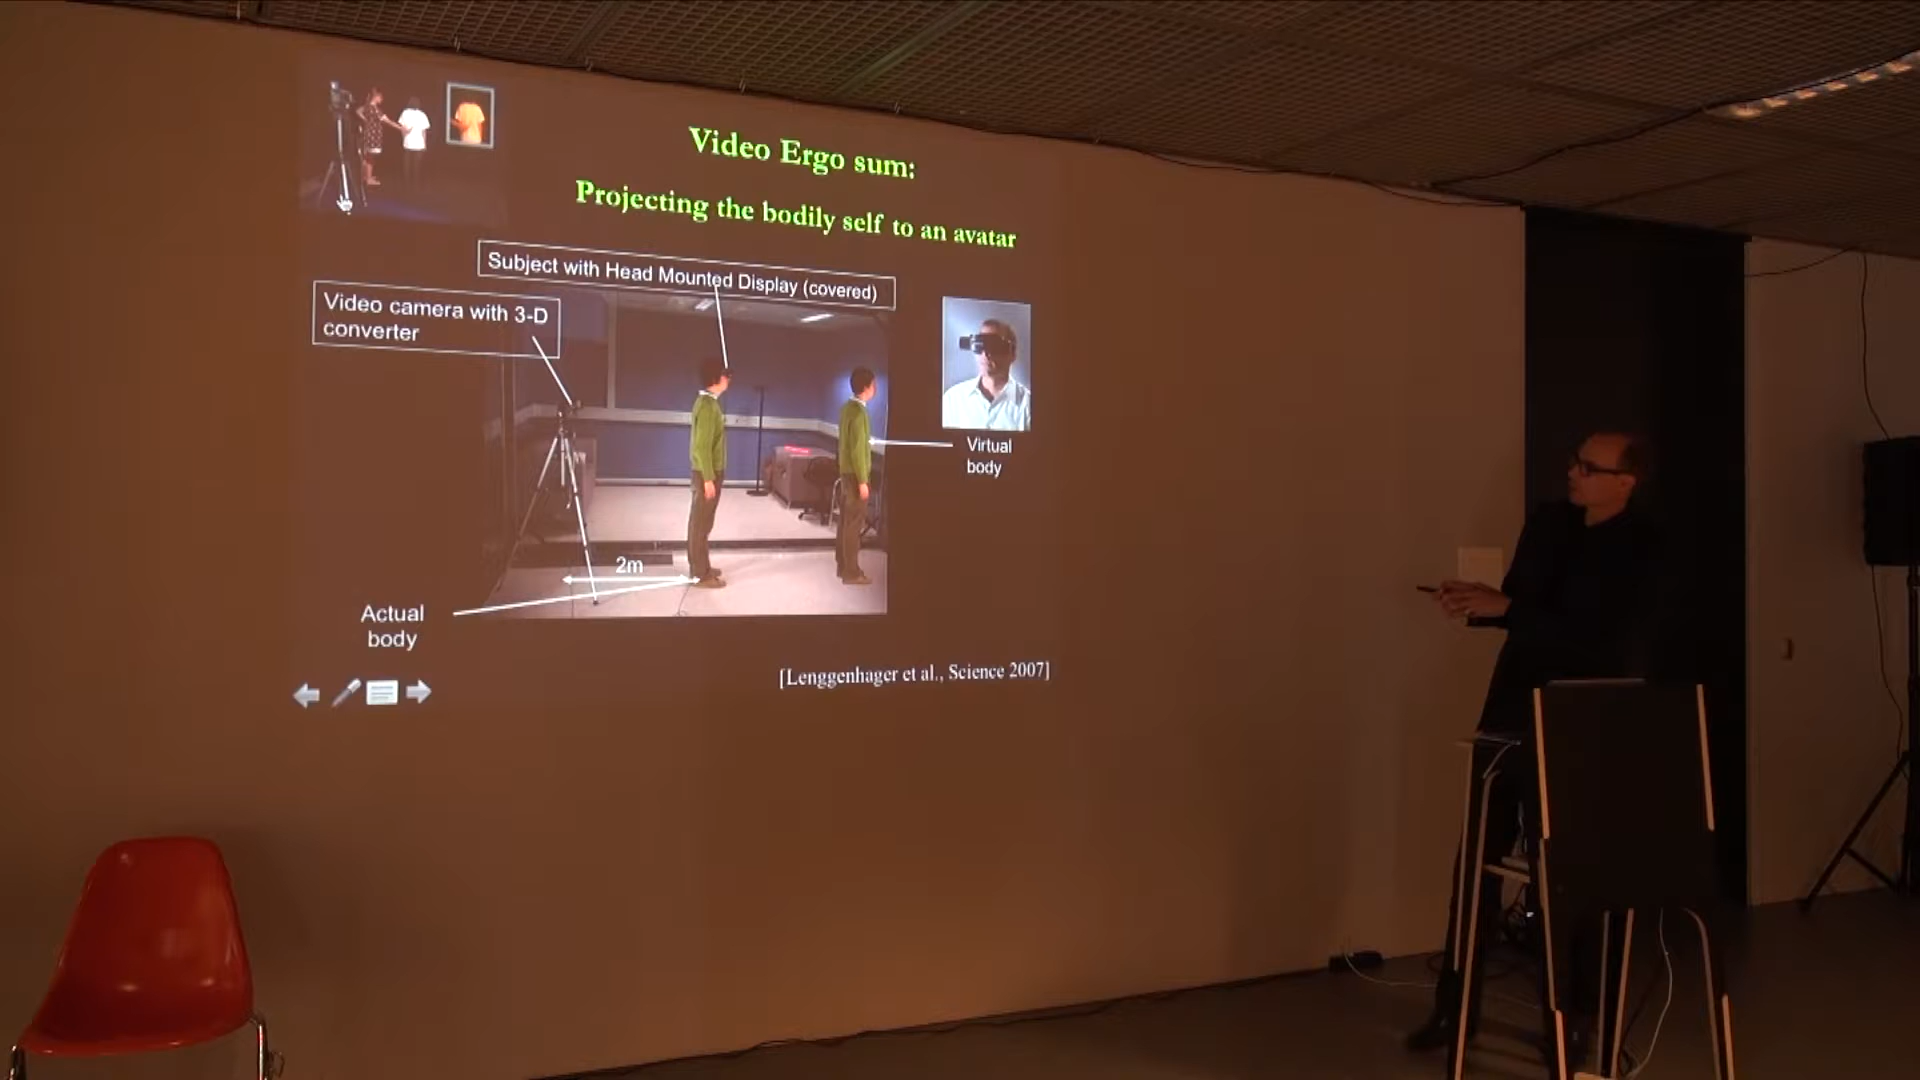 Video Ergo sum:
Projecting the bodily self to an avatar
Subject with Head Mounted Display (covered)
Video camera with 3-D
converter
Virtual
body
2m
Actual
body
[Lenggenhager et al., Science 2007]